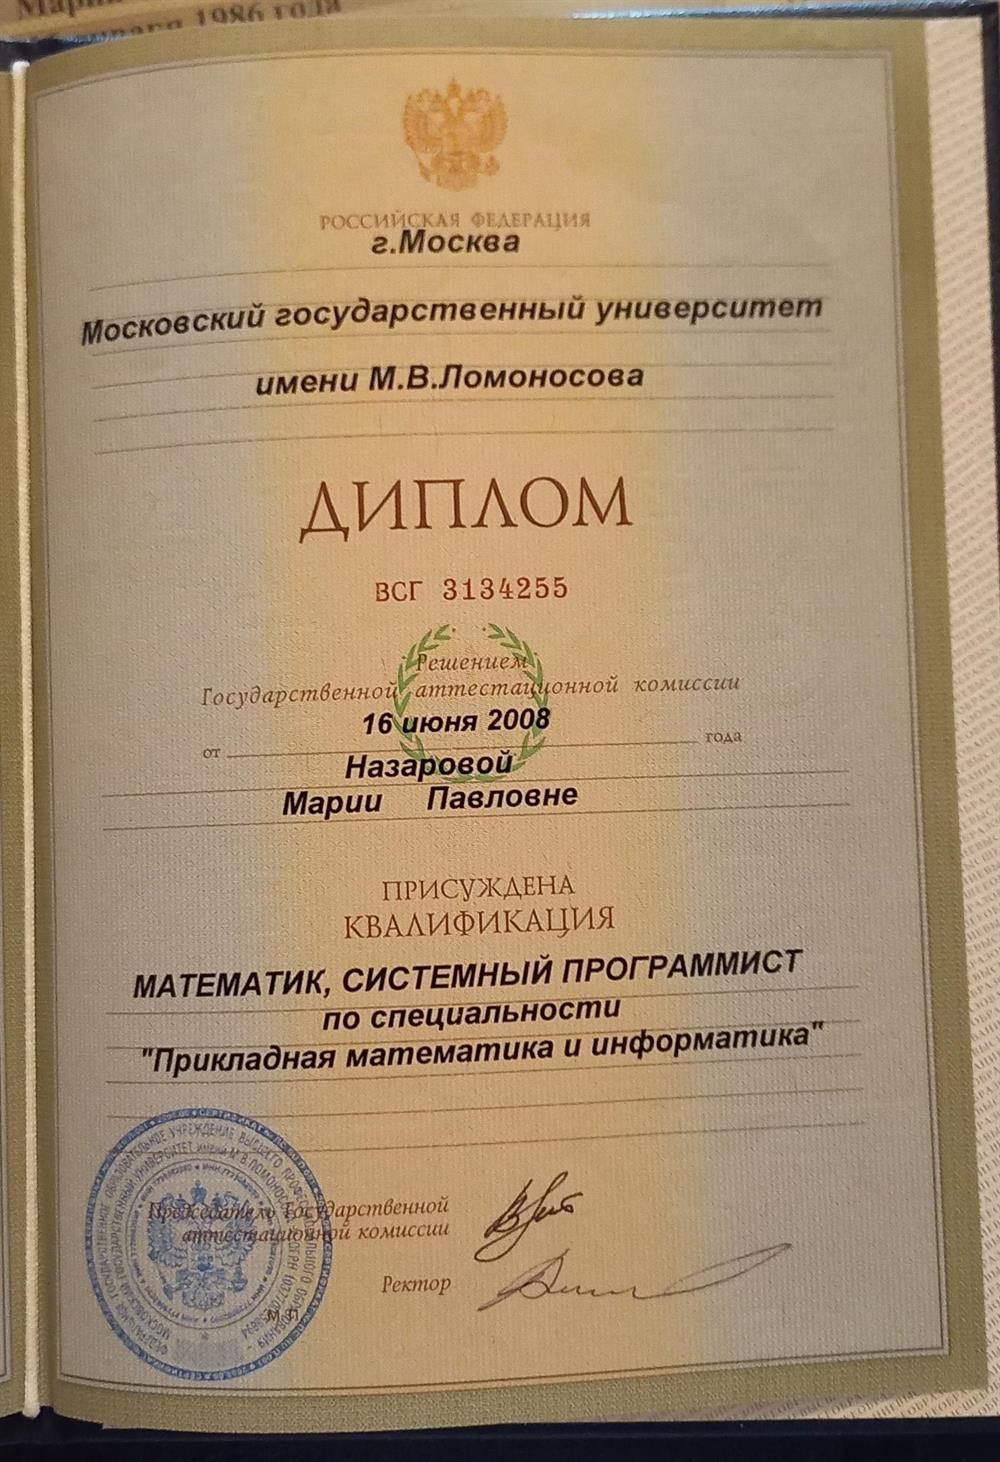 1986 года
РОССИЙСКАЯ ФЕДЕРАЦИЯ
г.Москва
Московский государственный университет
имени М.В.Ломоносова
ДИПЛОМ
ВСГ 3134255
Решением
Государственной аттестационной комиссии
16 июня 2008
от года
Назаровой
Марии Павловне
ПРИСУЖДЕНА
КВАЛИФИКАЦИЯ
МАТЕМАТИК, СИСТЕМНЫЙ ПРОГРАММИСТ
по специальности
"Прикладная математика и информатика"
Председатель Государственной
аттестационной комиссии
Ректор
М.П.